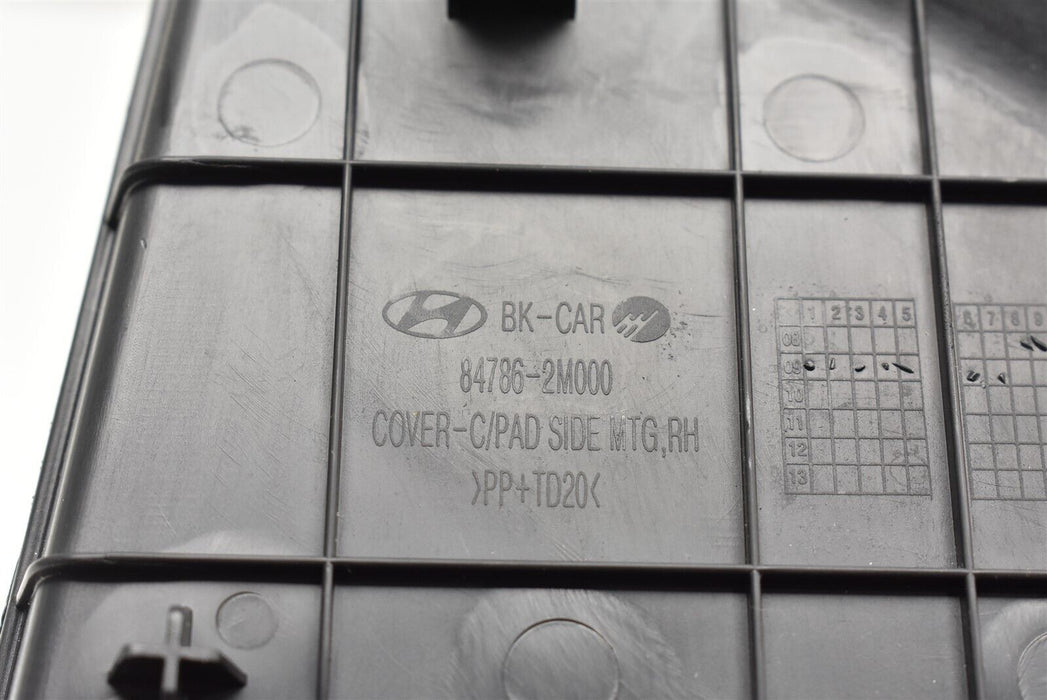 BK-CAR
84786-2M000
COVER-C/PAD SIDE MTG,RH
>PP+TD20<
1 2 3 4 5
08
09
10
11
12
13
6 7 8 9